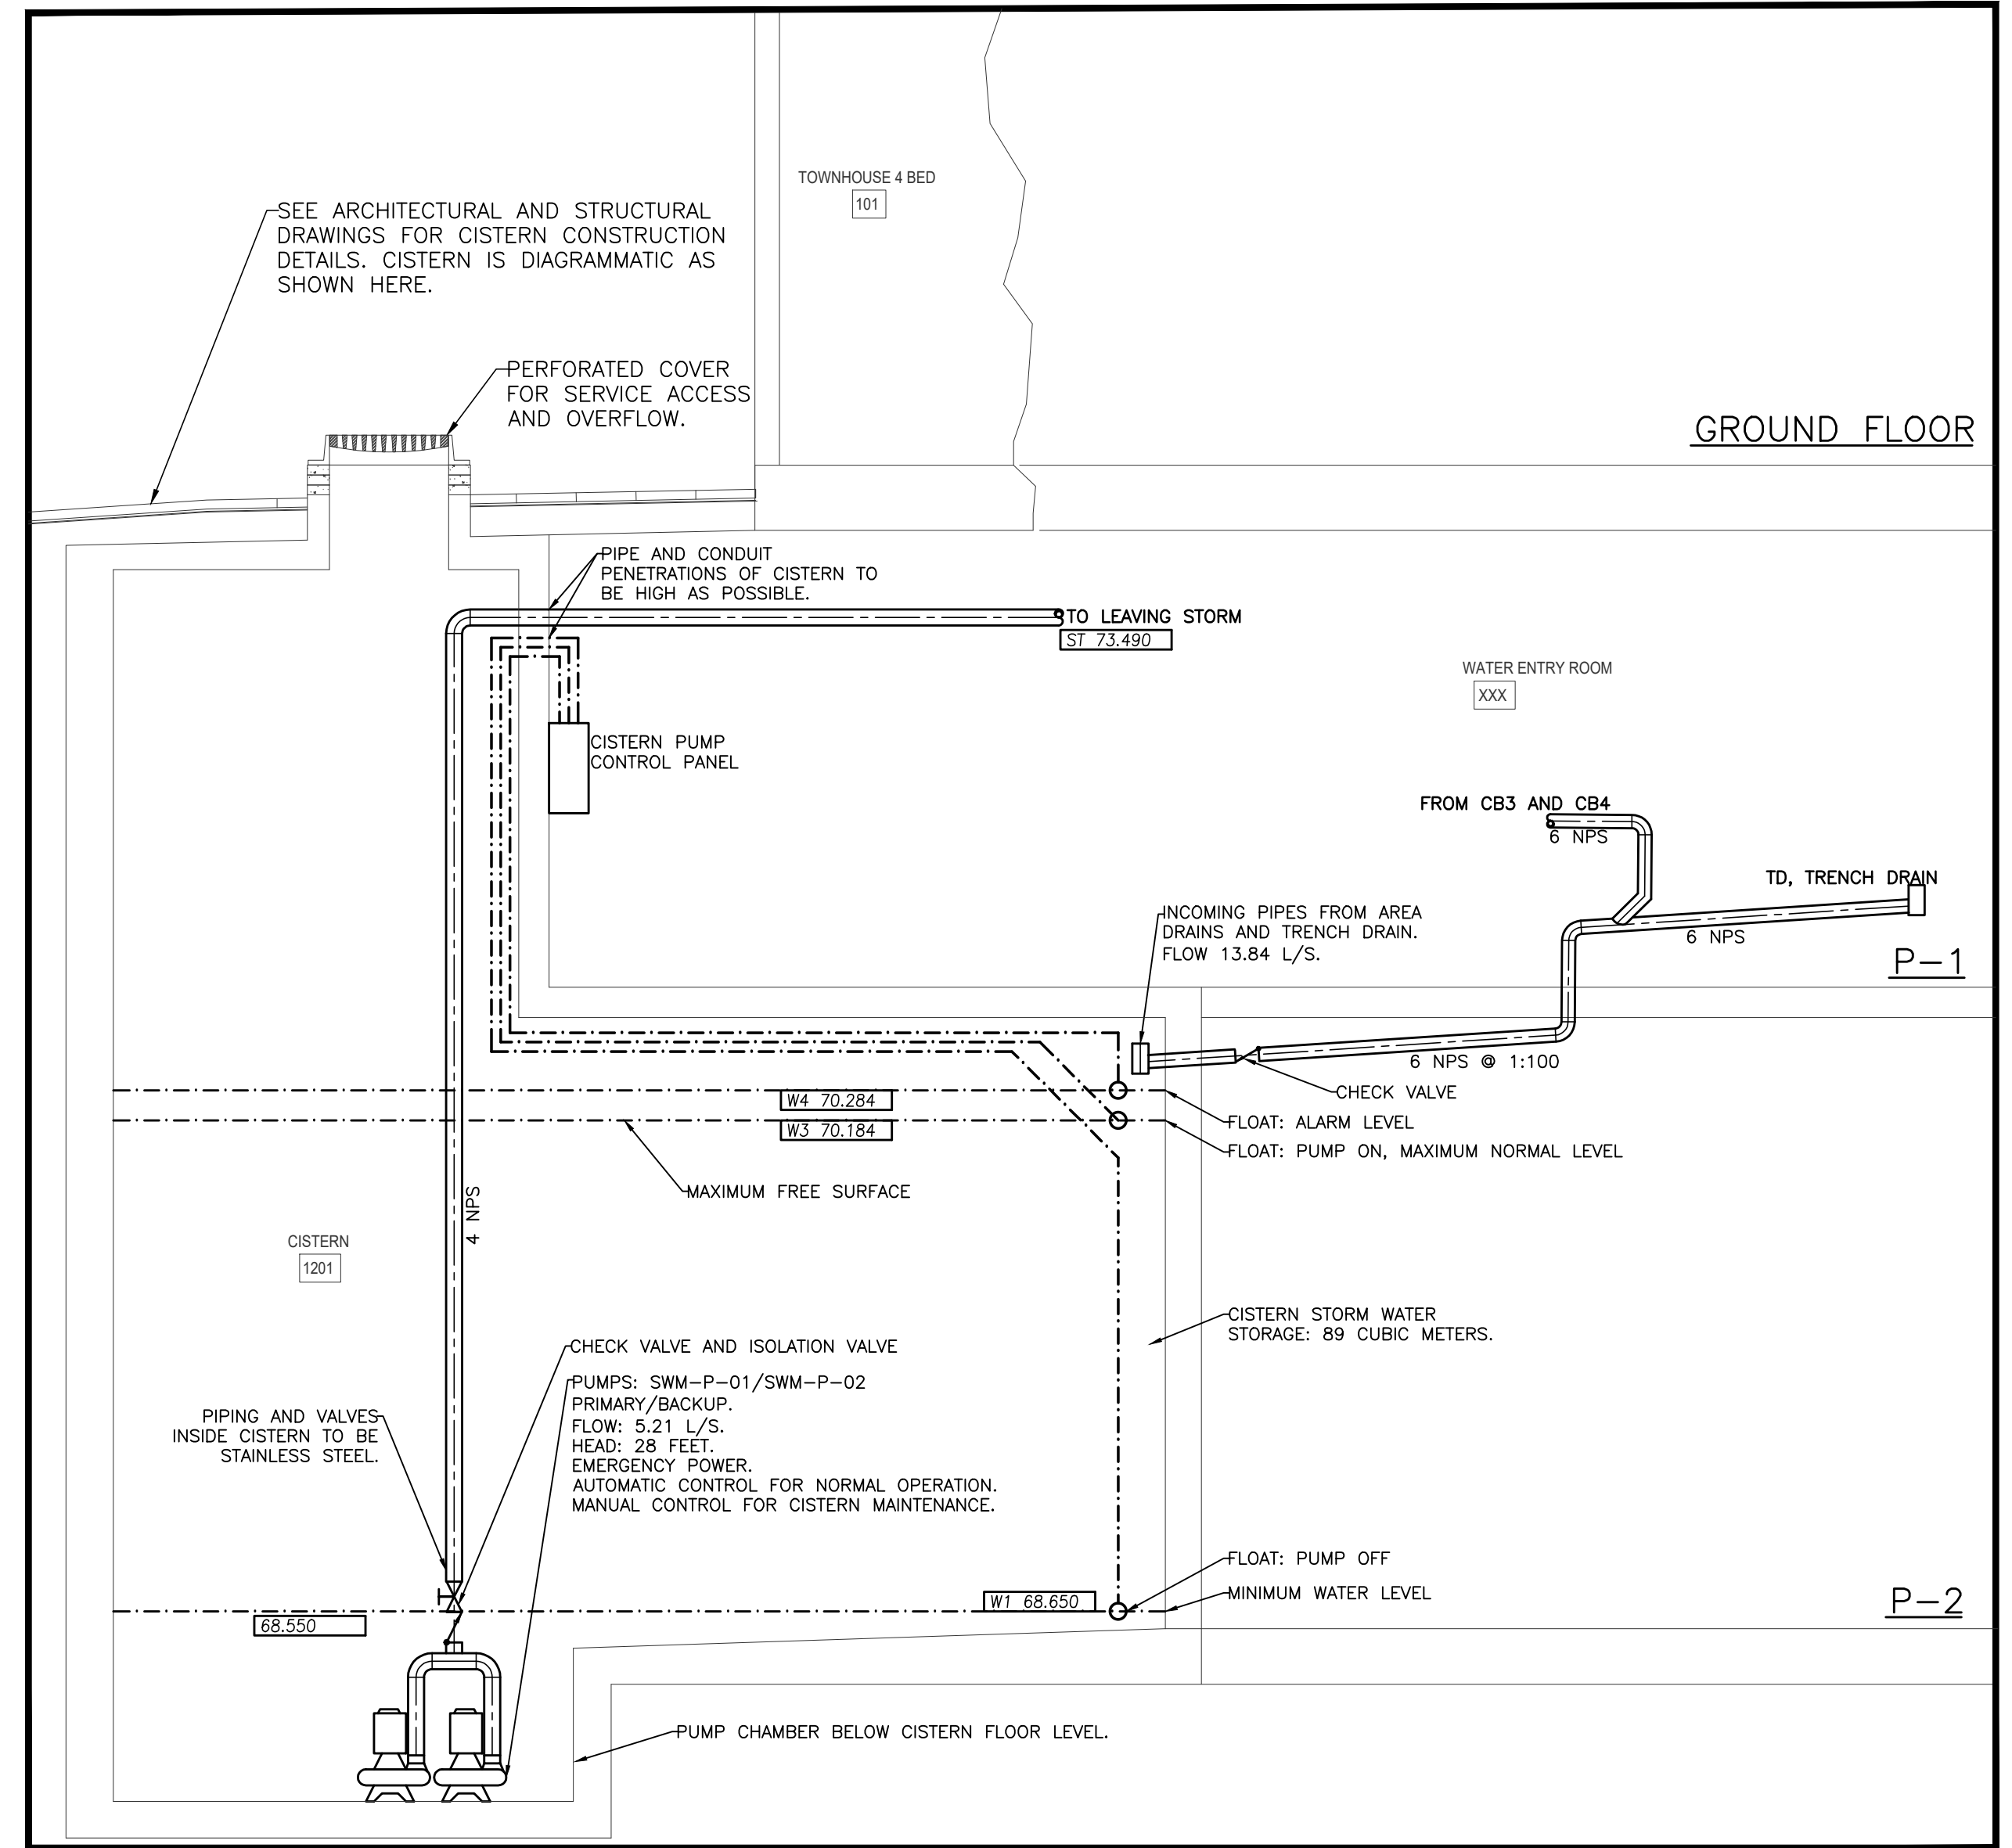 TOWNHOUSE 4 BED
101
SEE ARCHITECTURAL AND STRUCTURAL
DRAWINGS FOR CISTERN CONSTRUCTION
DETAILS. CISTERN IS DIAGRAMMATIC AS
SHOWN HERE.
PERFORATED COVER
FOR SERVICE ACCESS
AND OVERFLOW.
GROUND FLOOR
PIPE AND CONDUIT
PENETRATIONS OF CISTERN TO
BE HIGH AS POSSIBLE.
TO LEAVING STORM
ST 73.490
WATER ENTRY ROOM
XXX
CISTERN PUMP
CONTROL PANEL
FROM CB3 AND CB4
6 NPS
TD, TRENCH DRAIN
6 NPS
INCOMING PIPES FROM AREA
DRAINS AND TRENCH DRAIN.
FLOW 13.84 L/S.
P-1
6 NPS @ 1:100
CHECK VALVE
W4 70.284
FLOAT: ALARM LEVEL
W3 70.184
FLOAT: PUMP ON, MAXIMUM NORMAL LEVEL
MAXIMUM FREE SURFACE
4 NPS
CISTERN
1201
CISTERN STORM WATER
STORAGE: 89 CUBIC METERS.
CHECK VALVE AND ISOLATION VALVE
PUMPS: SWM-P-01/SWM-P-02
PRIMARY/BACKUP.
FLOW: 5.21 L/S.
HEAD: 28 FEET.
EMERGENCY POWER.
AUTOMATIC CONTROL FOR NORMAL OPERATION.
MANUAL CONTROL FOR CISTERN MAINTENANCE.
PIPING AND VALVES
INSIDE CISTERN TO BE
STAINLESS STEEL.
FLOAT: PUMP OFF
MINIMUM WATER LEVEL
W1 68.650
P-2
68.550
PUMP CHAMBER BELOW CISTERN FLOOR LEVEL.